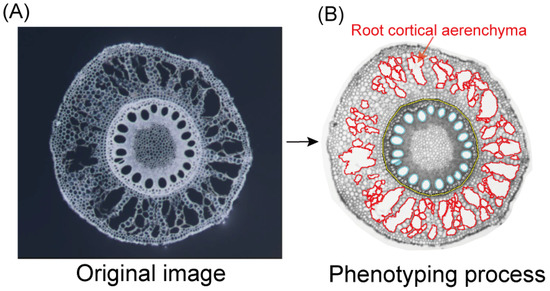 (A)
(B)
Root cortical aerenchyma
Original image
Phenotyping process